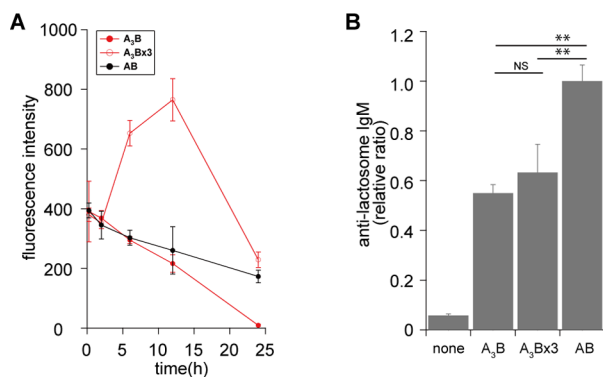 A
1000
800
600
400
200
0
fluorescence intensity
A₃B
A₃Bx3
AB
0
5
10
15
20
25
time(h)
B
1.2
1.0
0.8
0.6
0.4
0.2
0.0
anti-lactosome IgM
(relative ratio)
**
**
NS
none
A₃B
A₃Bx3
AB